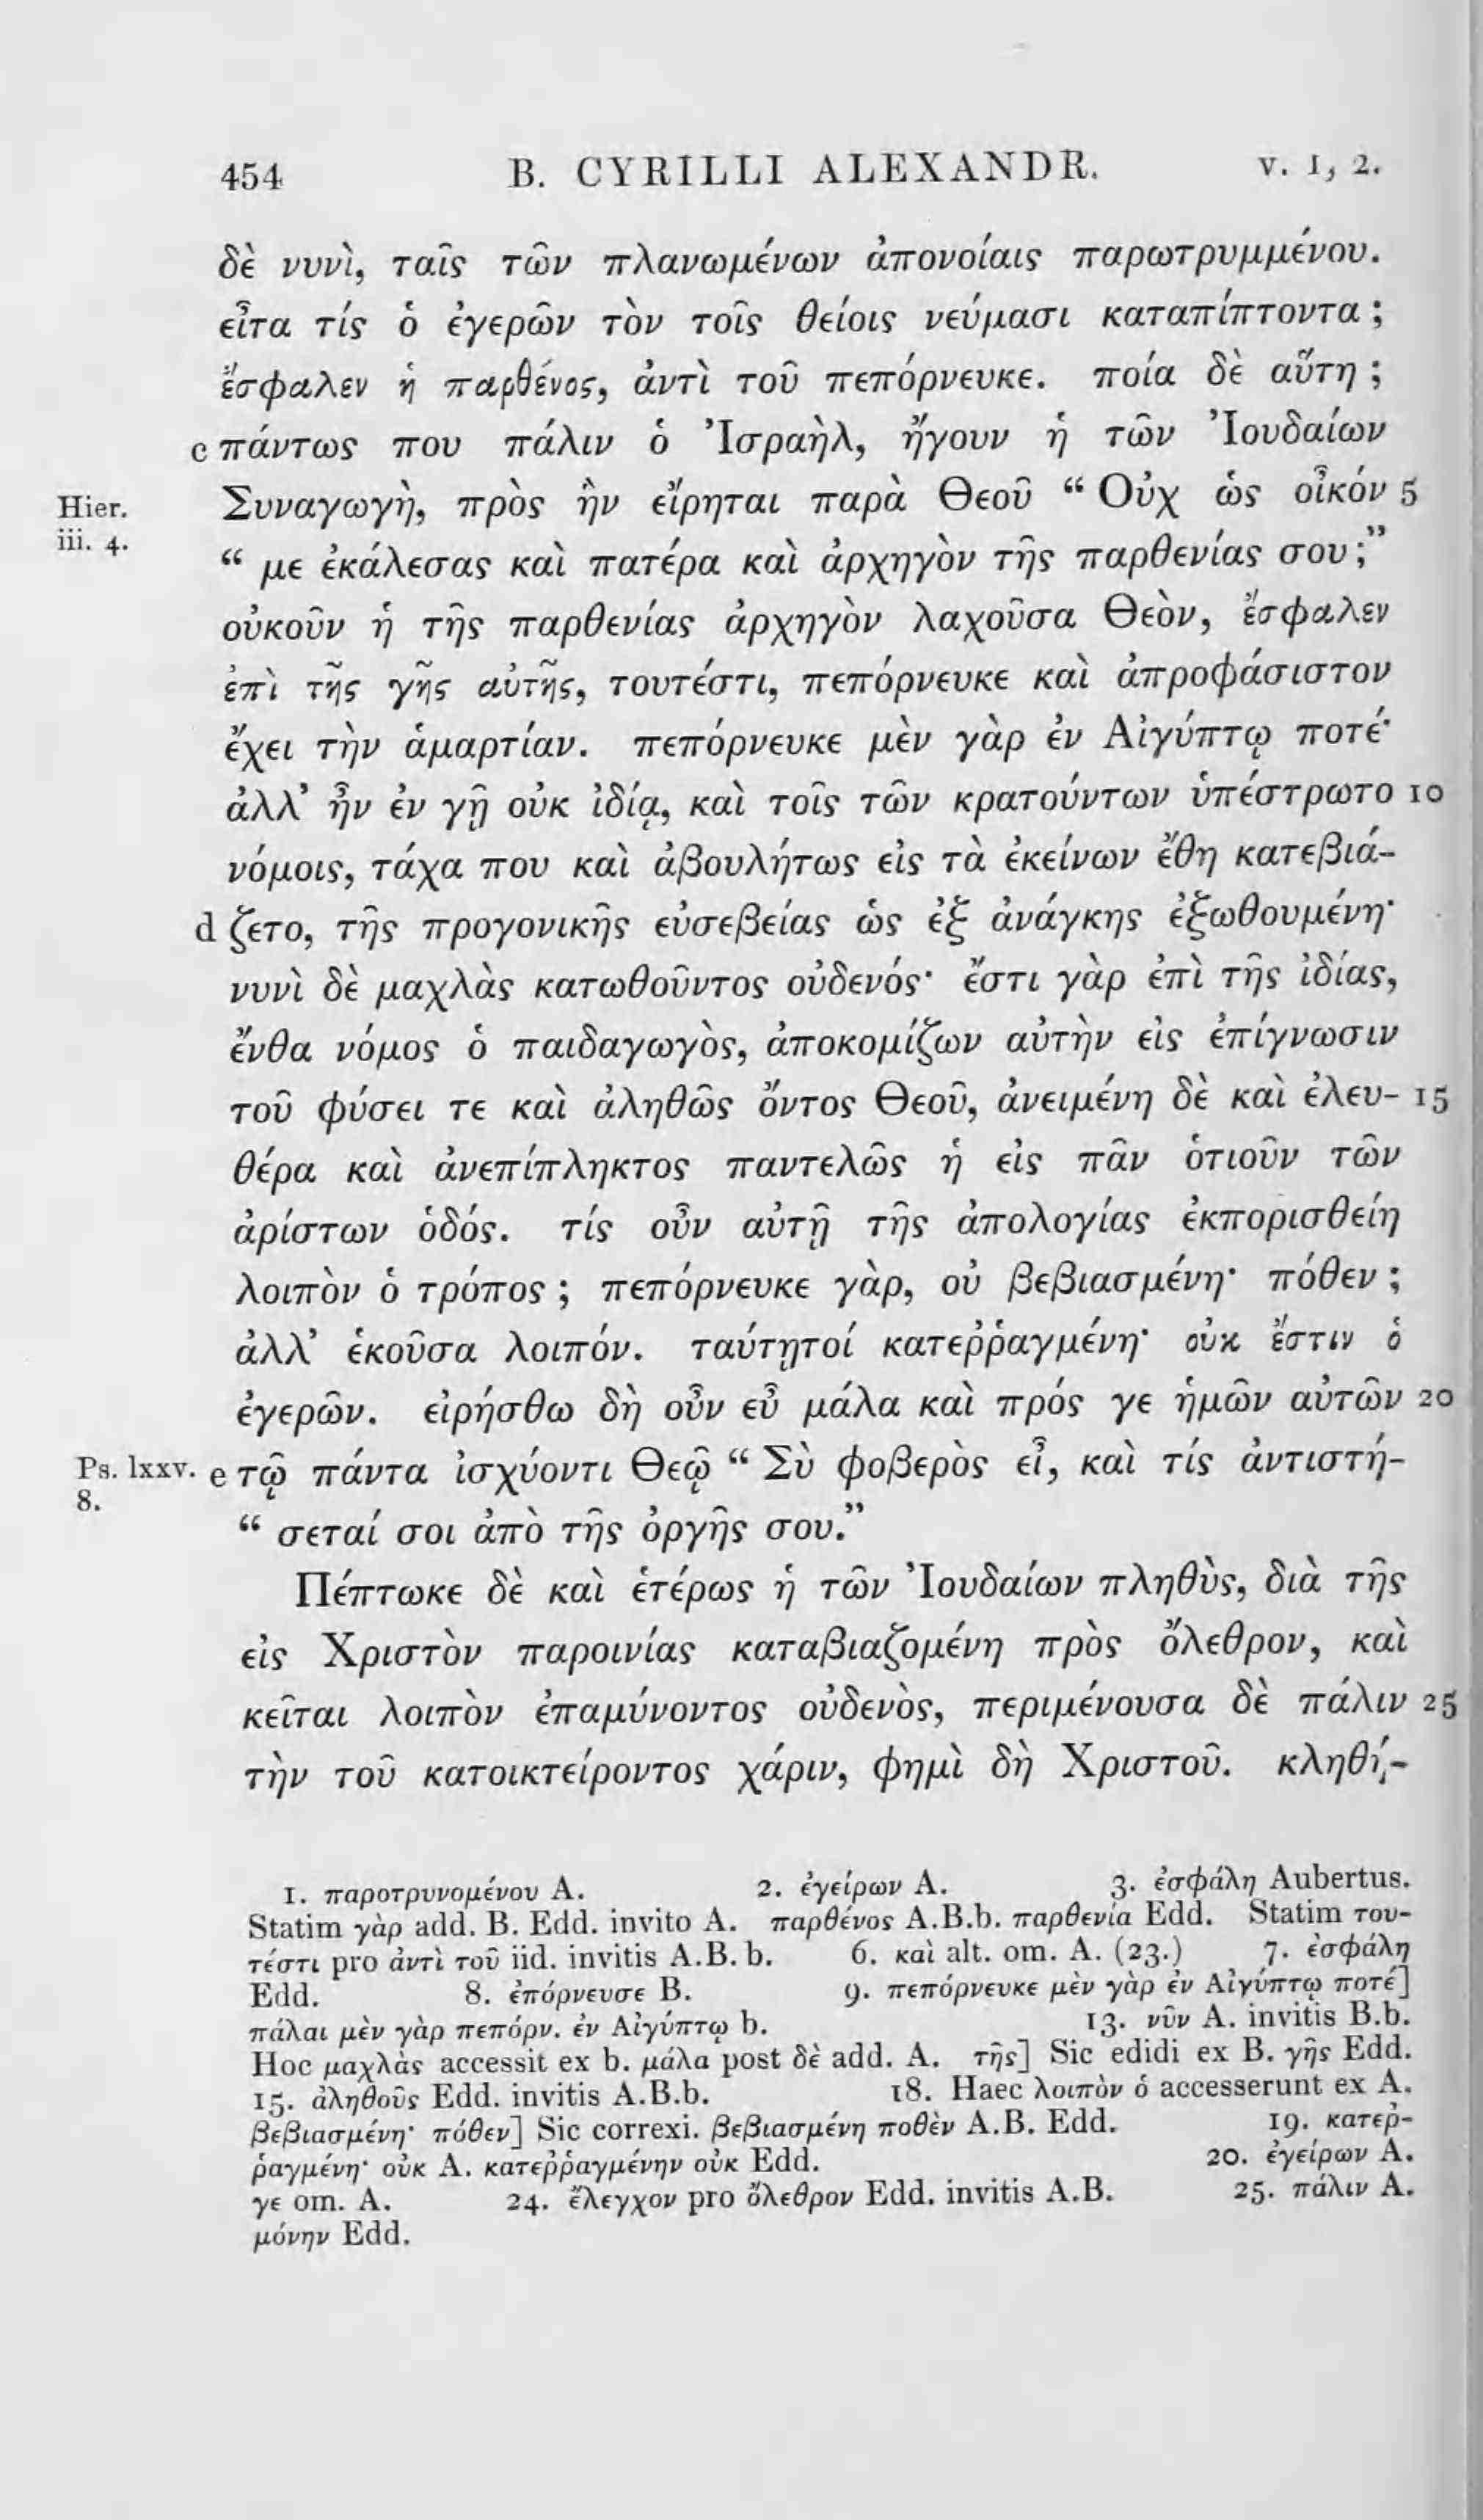 454 B. CYRILLI ALEXANDR. V. 1, 2.
δὲ νυνὶ, ταῖς τῶν πλανωμένων ἀπονοίαις παρωτρυμμένου.
εἶτα τίς ὁ ἐγερῶν τὸν τοῖς θείοις νεύμασι καταπίπτοντα ;
ἔσφαλεν ἡ παρθένος, ἀντὶ τοῦ πεπόρνευκε. ποία δὲ αὕτη ;
c πάντως που πάλιν ὁ Ἰσραὴλ, ἤγουν ἡ τῶν Ἰουδαίων
Hier. iii. 4. Συναγωγὴ, πρὸς ἣν εἴρηται παρὰ Θεοῦ “ Οὐχ ὡς οἶκόν 5
“ με ἐκάλεσας καὶ πατέρα καὶ ἀρχηγὸν τῆς παρθενίας σου ;”
οὐκοῦν ἡ τῆς παρθενίας ἀρχηγὸν λαχοῦσα Θεὸν, ἔσφαλεν
ἐπὶ τῆς γῆς αὐτῆς, τουτέστι, πεπόρνευκε καὶ ἀπροφάσιστον
ἔχει τὴν ἁμαρτίαν. πεπόρνευκε μὲν γὰρ ἐν Αἰγύπτῳ ποτέ·
ἀλλ’ ἦν ἐν γῇ οὐκ ἰδίᾳ, καὶ τοῖς τῶν κρατούντων ὑπέστρωτο 10
νόμοις, τάχα που καὶ ἀβουλήτως εἰς τὰ ἐκείνων ἔθη κατεβιά-
d ζετο, τῆς προγονικῆς εὐσεβείας ὡς ἐξ ἀνάγκης ἐξωθουμένη·
νυνὶ δὲ μαχλὰς κατωθοῦντος οὐδενός· ἔστι γὰρ ἐπὶ τῆς ἰδίας,
ἔνθα νόμος ὁ παιδαγωγὸς, ἀποκομίζων αὐτὴν εἰς ἐπίγνωσιν
τοῦ φύσει τε καὶ ἀληθῶς ὄντος Θεοῦ, ἀνειμένη δὲ καὶ ἐλευ- 15
θέρα καὶ ἀνεπίπληκτος παντελῶς ἡ εἰς πᾶν ὁτιοῦν τῶν
ἀρίστων ὁδός. τίς οὖν αὐτῇ τῆς ἀπολογίας ἐκπορισθείη
λοιπὸν ὁ τρόπος ; πεπόρνευκε γὰρ, οὐ βεβιασμένη· πόθεν ;
ἀλλ’ ἑκοῦσα λοιπόν. ταύτῃτοί κατεῤῥαγμένη· οὐκ ἔστιν ὁ
ἐγερῶν. εἰρήσθω δὴ οὖν εὖ μάλα καὶ πρός γε ἡμῶν αὐτῶν 20
Ps. lxxv. 8. e τῷ πάντα ἰσχύοντι Θεῷ “ Σὺ φοβερὸς εἶ, καὶ τίς ἀντιστή-
“ σεταί σοι ἀπὸ τῆς ὀργῆς σου.”
Πέπτωκε δὲ καὶ ἑτέρως ἡ τῶν Ἰουδαίων πληθὺς, διὰ τῆς
εἰς Χριστὸν παροινίας καταβιαζομένη πρὸς ὄλεθρον, καὶ
κεῖται λοιπὸν ἐπαμύνοντος οὐδενὸς, περιμένουσα δὲ πάλιν 25
τὴν τοῦ κατοικτείροντος χάριν, φημὶ δὴ Χριστοῦ. κληθή-
1. παροτρυνομένου A. 2. ἐγείρων A. 3. ἐσφάλη Aubertus.
Statim γὰρ add. B. Edd. invito A. παρθένος A.B.b. παρθενία Edd. Statim του-
τέστι pro ἀντὶ τοῦ iid. invitis A.B. b. 6. καὶ alt. om. A. (23.) 7. ἐσφάλη
Edd. 8. ἐπόρνευσε B. 9. πεπόρνευκε μὲν γὰρ ἐν Αἰγύπτῳ ποτέ]
πάλαι μὲν γὰρ πεπόρν. ἐν Αἰγύπτῳ b. 13. νῦν A. invitis B.b.
Hoc μαχλὰς accessit ex b. μάλα post δὲ add. A. τῆς] Sic edidi ex B. γῆς Edd.
15. ἀληθοῦς Edd. invitis A.B.b. 18. Haec λοιπὸν ὁ accesserunt ex A.
βεβιασμένη· πόθεν] Sic correxi. βεβιασμένη ποθὲν A.B. Edd. 19. κατεῤ-
ῥαγμένη· οὐκ A. κατεῤῥαγμένην οὐκ Edd. 20. ἐγείρων A.
γε om. A. 24. ἔλεγχον pro ὄλεθρον Edd. invitis A.B. 25. πάλιν A.
μόνην Edd.